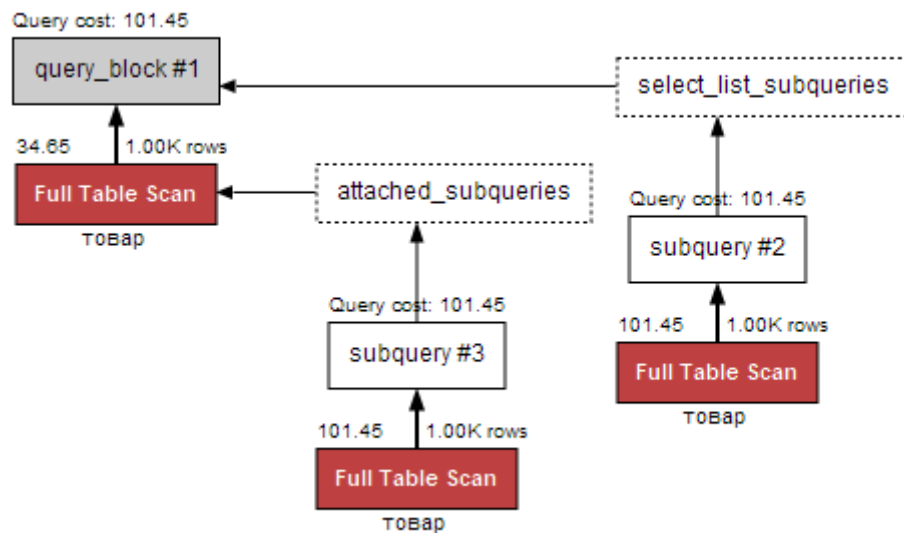 Query cost: 101.45
query_block #1
select_list_subqueries
34.65 1.00K rows
Full Table Scan
товар
attached_subqueries
Query cost: 101.45
subquery #2
Query cost: 101.45
subquery #3
101.45 1.00K rows
Full Table Scan
товар
101.45 1.00K rows
Full Table Scan
товар